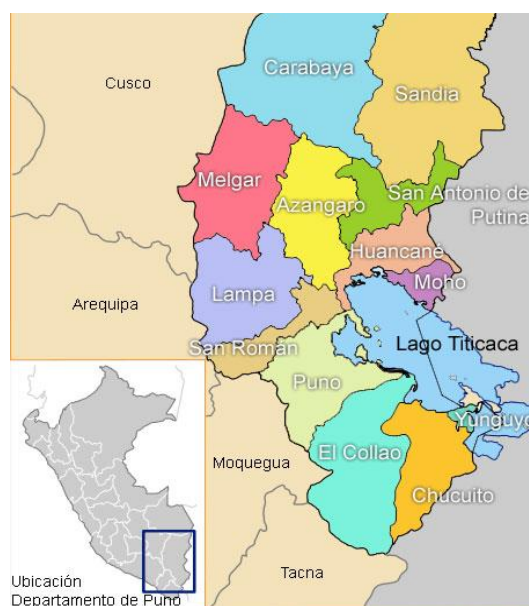 Carabaya
Cusco
Sandia
Melgar
San Antonio de
Putina
Azangaro
Huancané
Moho
Lampa
Arequipa
Lago Titicaca
San Román
Puno
Yunguyo
El Collao
Moquegua
Chucuito
Tacna
Ubicación
Departamento de Puno